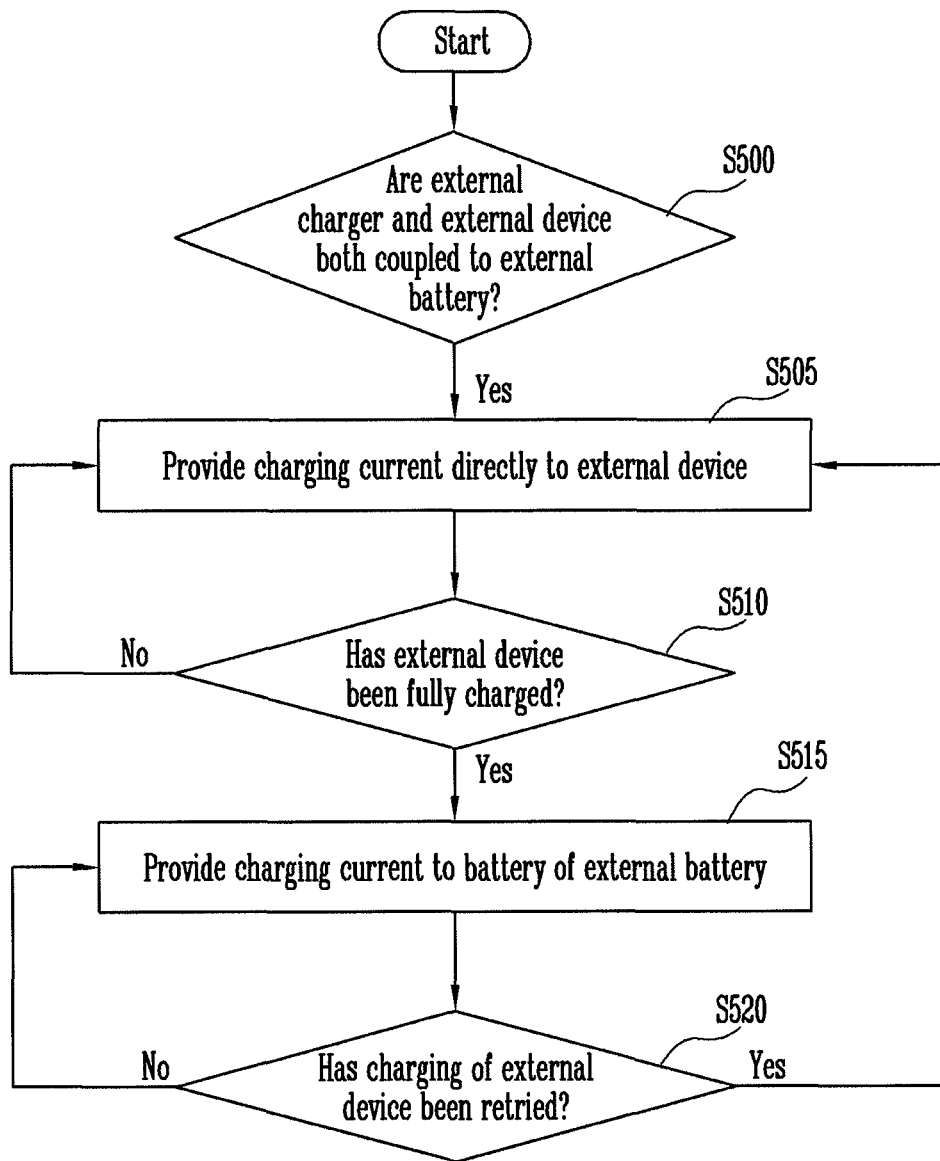 Start
S500
Are external
charger and external device
both coupled to external
battery?
Yes
S505
Provide charging current directly to external device
S510
No
Has external device
been fully charged?
Yes
S515
Provide charging current to battery of external battery
S520
No
Has charging of external
device been retried?
Yes